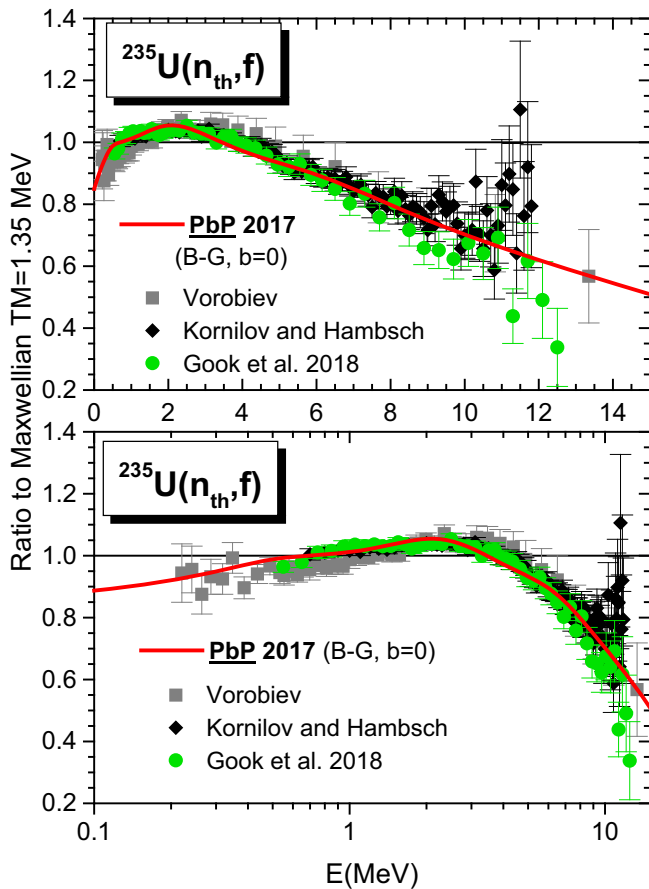 Ratio to Maxwellian TM=1.35 MeV
1.4
1.2
1.0
0.8
0.6
0.4
0.2
²³⁵U(nₜₕ,f)
PbP 2017
(B-G, b=0)
Vorobiev
Kornilov and Hambsch
Gook et al. 2018
0 2 4 6 8 10 12 14
1.4
1.2
1.0
0.8
0.6
0.4
0.2
²³⁵U(nₜₕ,f)
PbP 2017 (B-G, b=0)
Vorobiev
Kornilov and Hambsch
Gook et al. 2018
0.1 1 10
E(MeV)